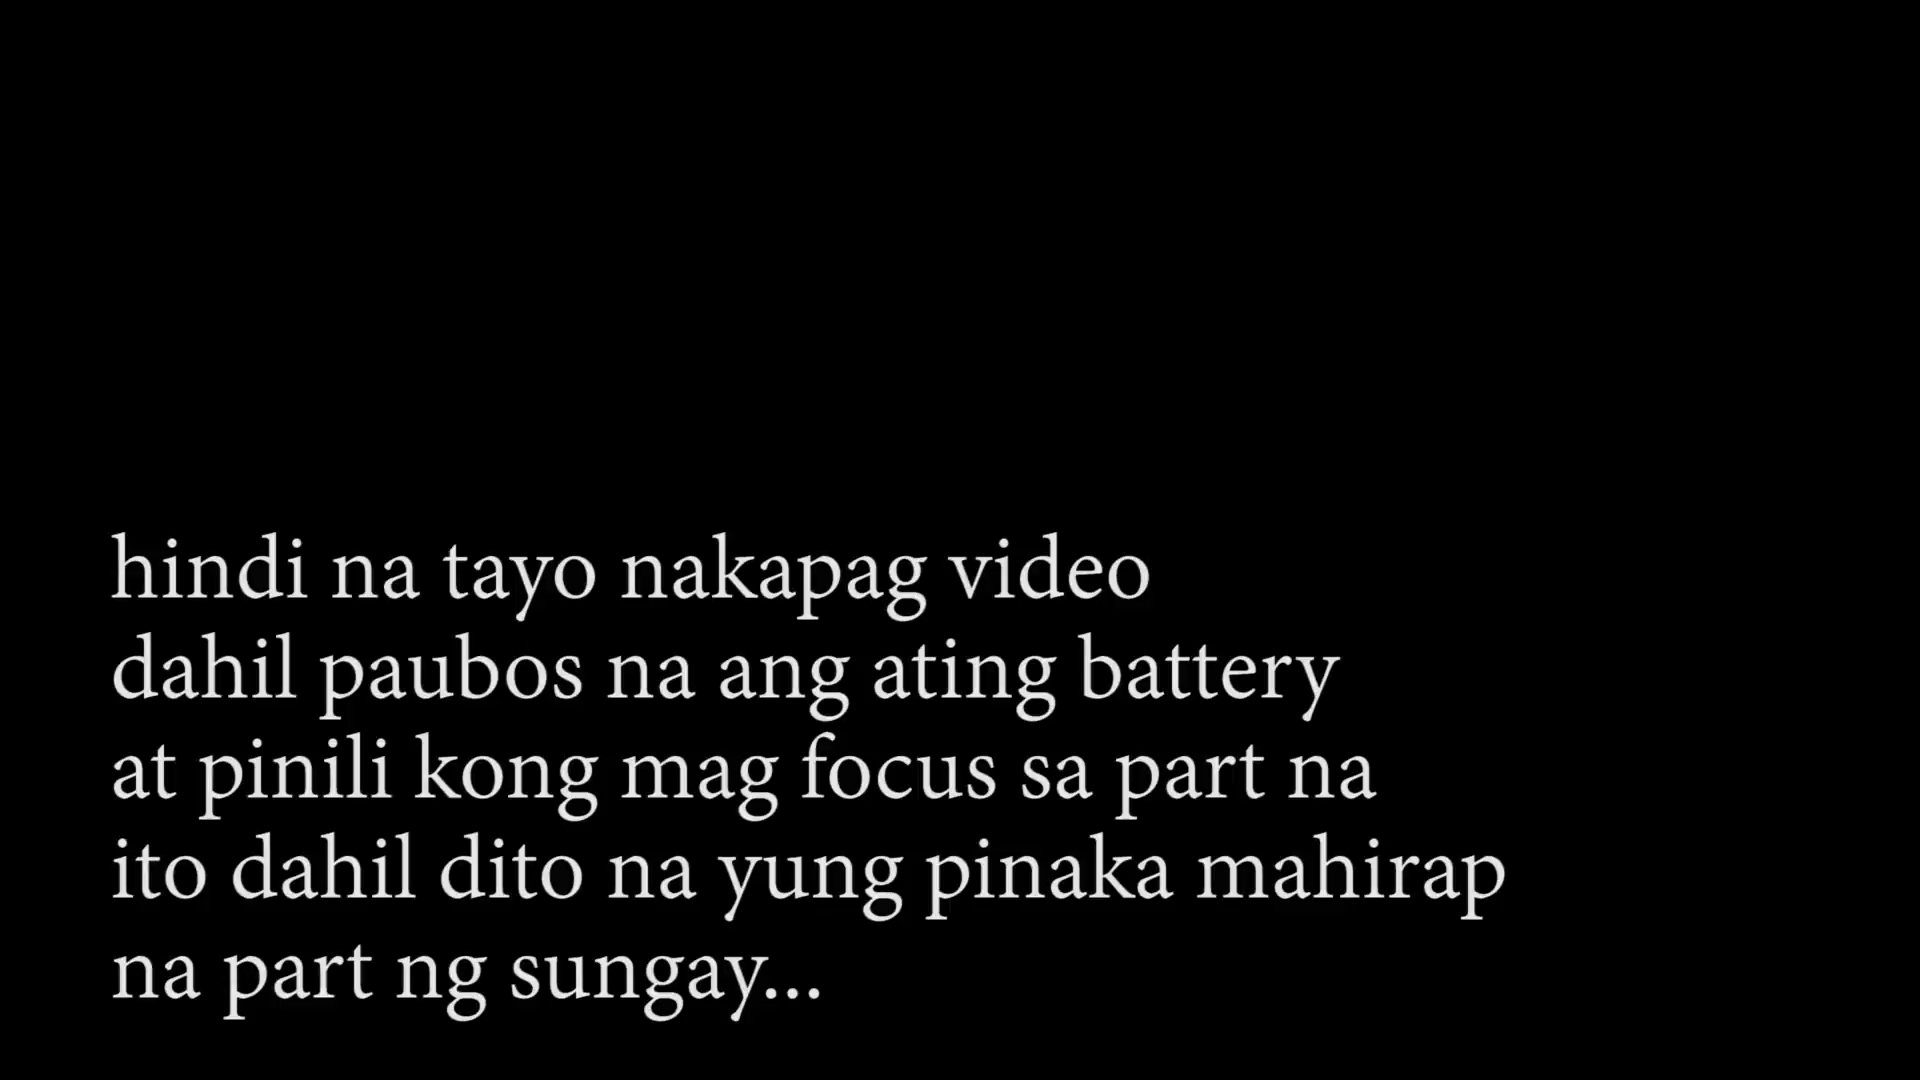 hindi na tayo nakapag video
dahil paubos na ang ating battery
at pinili kong mag focus sa part na
ito dahil dito na yung pinaka mahirap
na part ng sungay...